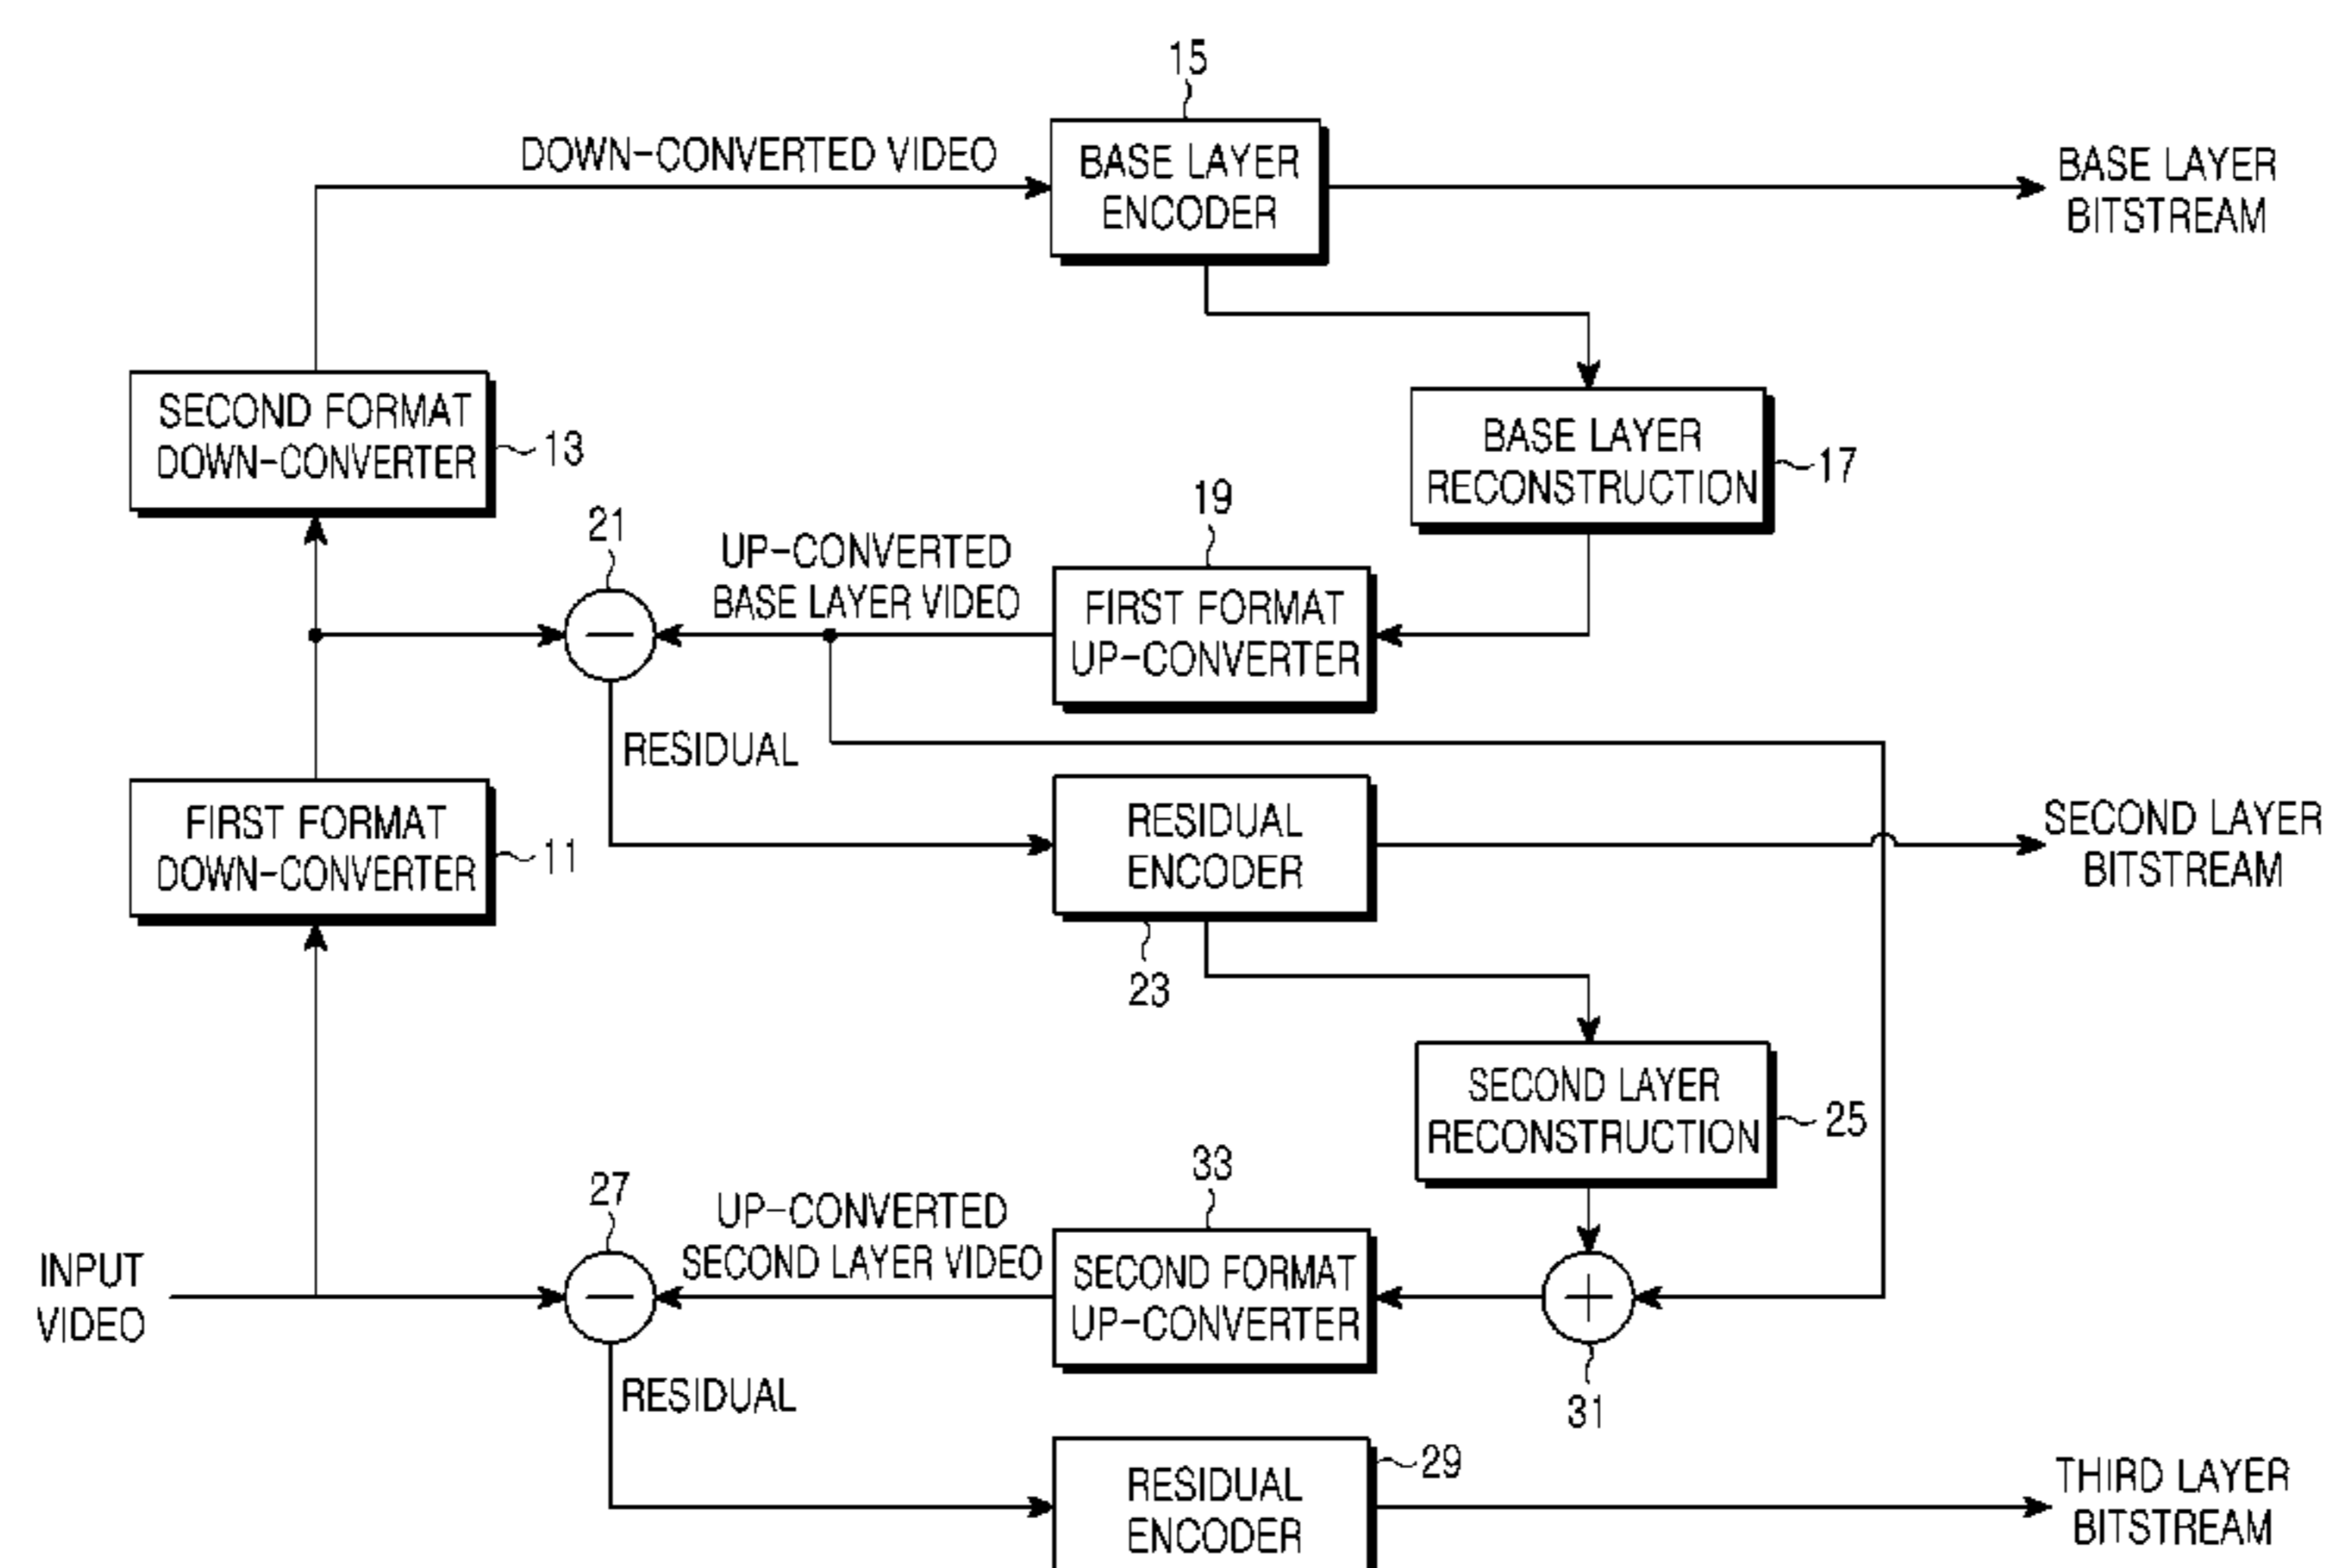 15
DOWN-CONVERTED VIDEO
BASE LAYER
ENCODER
BASE LAYER
BITSTREAM
SECOND FORMAT
DOWN-CONVERTER
13
BASE LAYER
RECONSTRUCTION
17
21
UP-CONVERTED
BASE LAYER VIDEO
19
FIRST FORMAT
UP-CONVERTER
RESIDUAL
FIRST FORMAT
DOWN-CONVERTER
11
RESIDUAL
ENCODER
23
SECOND LAYER
BITSTREAM
SECOND LAYER
RECONSTRUCTION
25
INPUT
VIDEO
27
UP-CONVERTED
SECOND LAYER VIDEO
33
SECOND FORMAT
UP-CONVERTER
31
RESIDUAL
RESIDUAL
ENCODER
29
THIRD LAYER
BITSTREAM